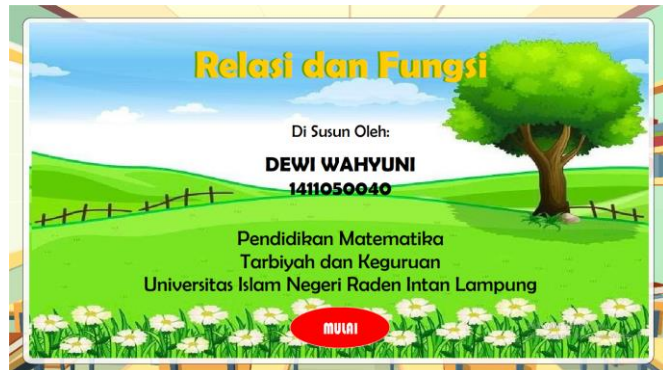 Relasi dan Fungsi
Di Susun Oleh:
DEWI WAHYUNI
1411050040
Pendidikan Matematika
Tarbiyah dan Keguruan
Universitas Islam Negeri Raden Intan Lampung
MULAI